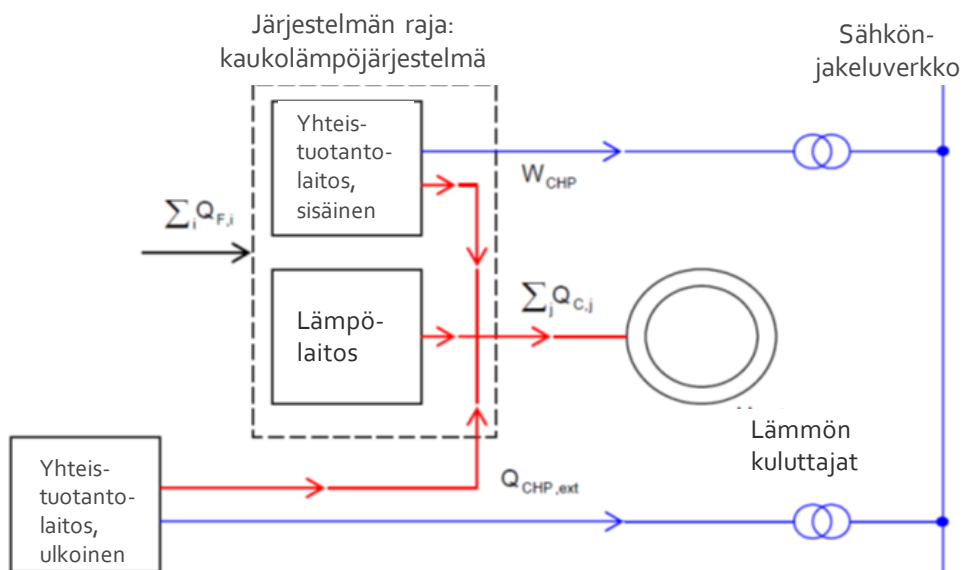 Järjestelmän raja:
kaukolämpöjärjestelmä
Sähkön-
jakeluverkko
Yhteis-
tuotanto-
laitos,
sisäinen
W_CHP
∑_i Q_F,i
∑_j Q_C,j
Lämpö-
laitos
Lämmön
kuluttajat
Yhteis-
tuotanto-
laitos,
ulkoinen
Q_CHP,ext